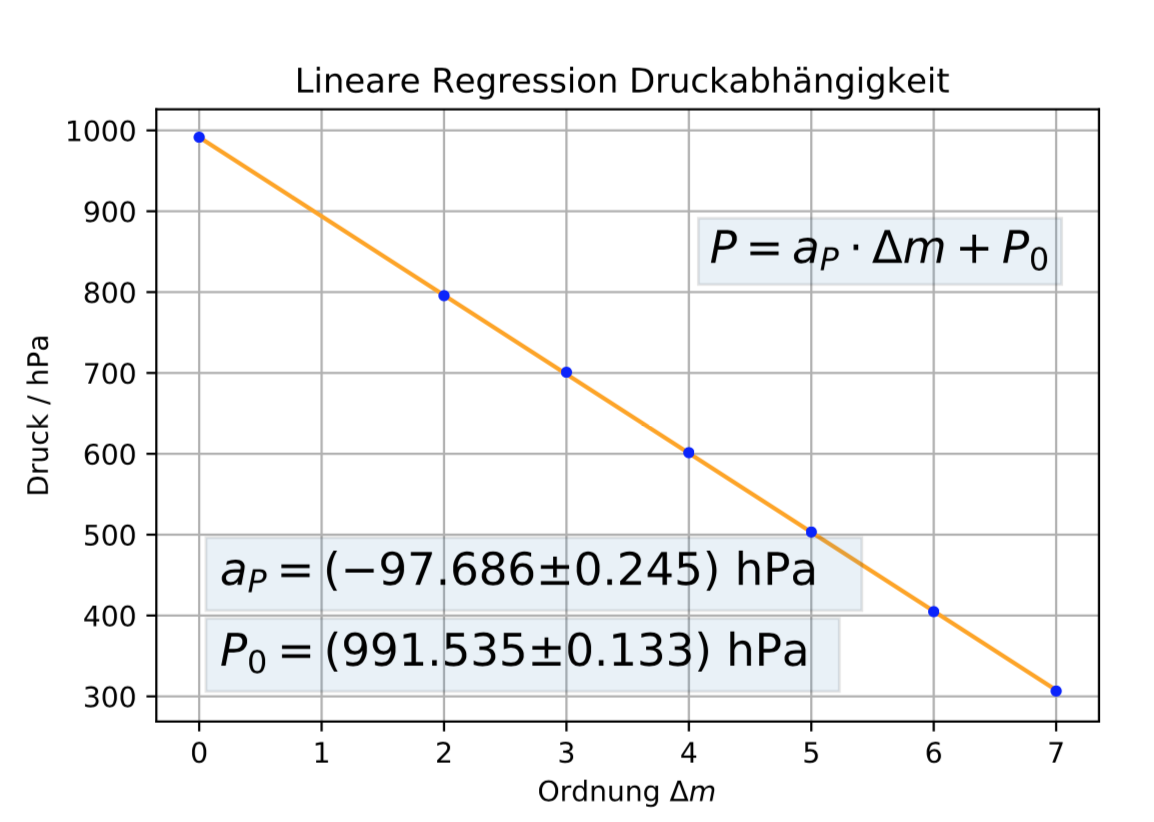 Lineare Regression Druckabhängigkeit
1000
900
800
700
600
500
400
300
Druck / hPa
P = a_P · Δm + P_0
a_P = (−97.686±0.245) hPa
P_0 = (991.535±0.133) hPa
0 1 2 3 4 5 6 7
Ordnung Δm